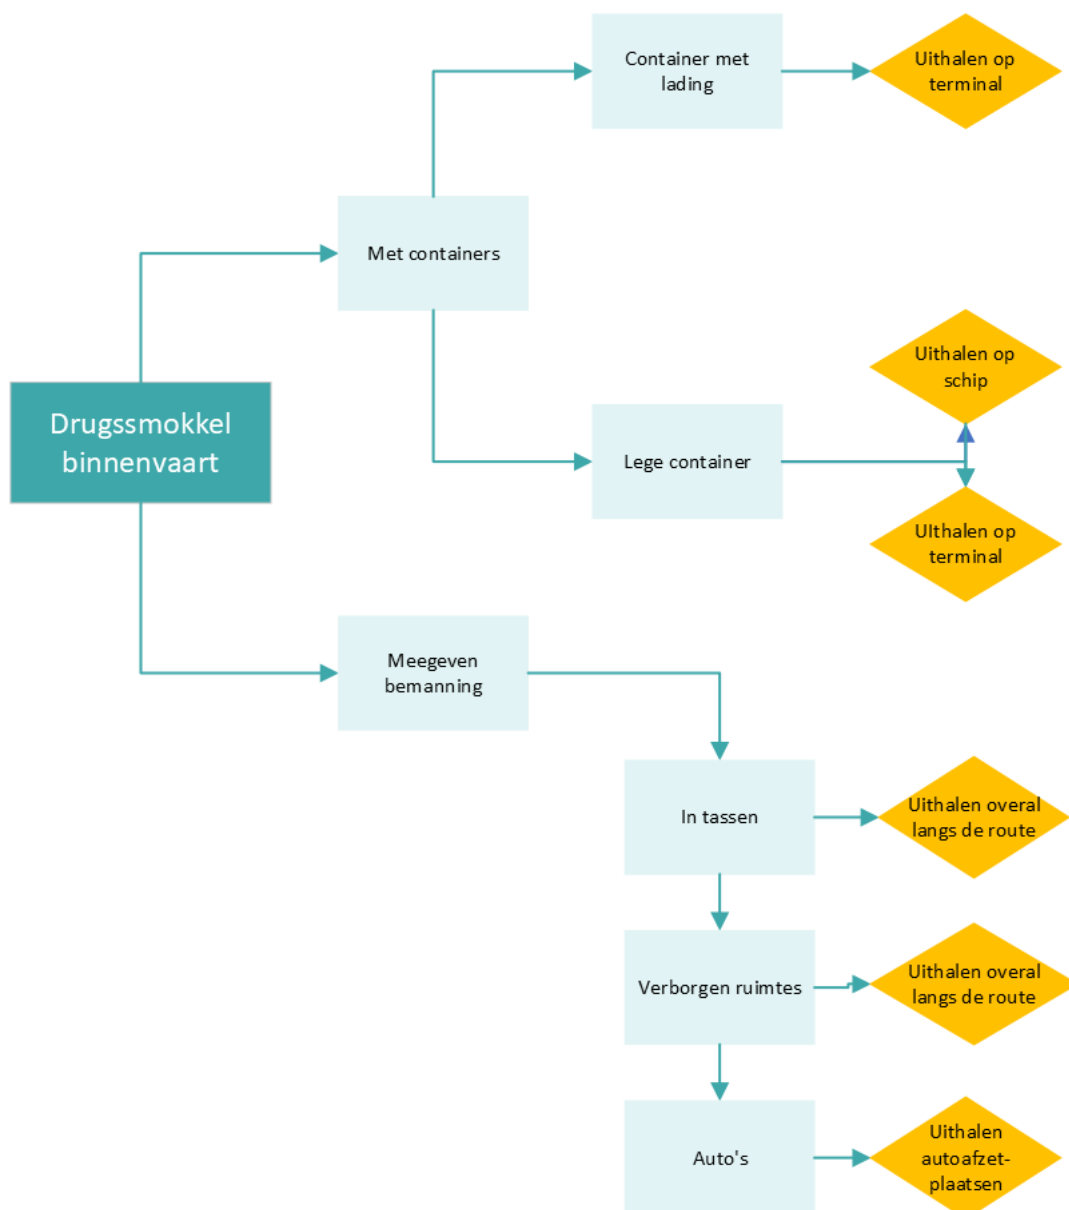 Container met
lading
Uithalen op
terminal
Met containers
Uithalen op
schip
Drugssmokkel
binnenvaart
Lege container
UIthalen op
terminal
Meegeven
bemanning
In tassen
Uithalen overal
langs de route
Verborgen ruimtes
Uithalen overal
langs de route
Auto's
Uithalen
autoafzet-
plaatsen